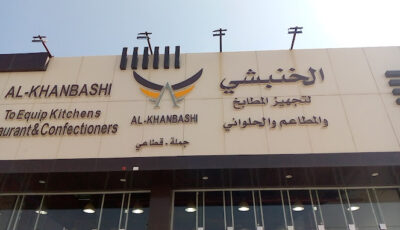 AL-KHANBASHI
To Equip Kitchens
aurant & Confectioners
AL-KHANBASHI
جملة . قطاعي
الخنبشي
لتجهيز المطابخ
والمطاعم والحلواني